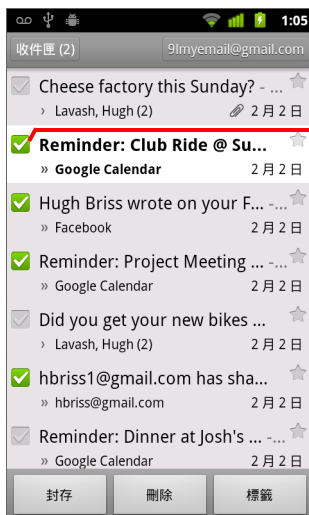 1:05
收件匣 (2)
9lmyemail@gmail.com
Cheese factory this Sunday? - ...
› Lavash, Hugh (2) 2 月 2 日
Reminder: Club Ride @ Su...
» Google Calendar 2 月 2 日
Hugh Briss wrote on your F... -...
» Facebook 2 月 2 日
Reminder: Project Meeting ... -...
» Google Calendar 2 月 2 日
Did you get your new bikes ...
› Lavash, Hugh (2) 2 月 2 日
hbriss1@gmail.com has sha...
» hbriss@gmail.com 2 月 2 日
Reminder: Dinner at Josh's ... -...
» Google Calendar 2 月 2 日
封存 刪除 標籤